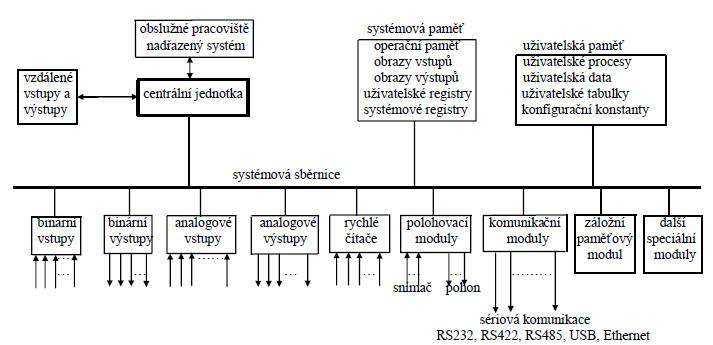 obslužné pracoviště
nadřazený systém
systémová paměť
operační paměť
obrazy vstupů
obrazy výstupů
uživatelské registry
systémové registry
uživatelská paměť
uživatelské procesy
uživatelská data
uživatelské tabulky
konfigurační konstanty
vzdálené
vstupy a
výstupy
centrální jednotka
systémová sběrnice
binární
vstupy
binární
výstupy
analogové
vstupy
analogové
výstupy
rychlé
čítače
polohovací
moduly
komunikační
moduly
záložní
paměťový
modul
další
speciální
moduly
snímač
pohon
sériová komunikace
RS232, RS422, RS485, USB, Ethernet